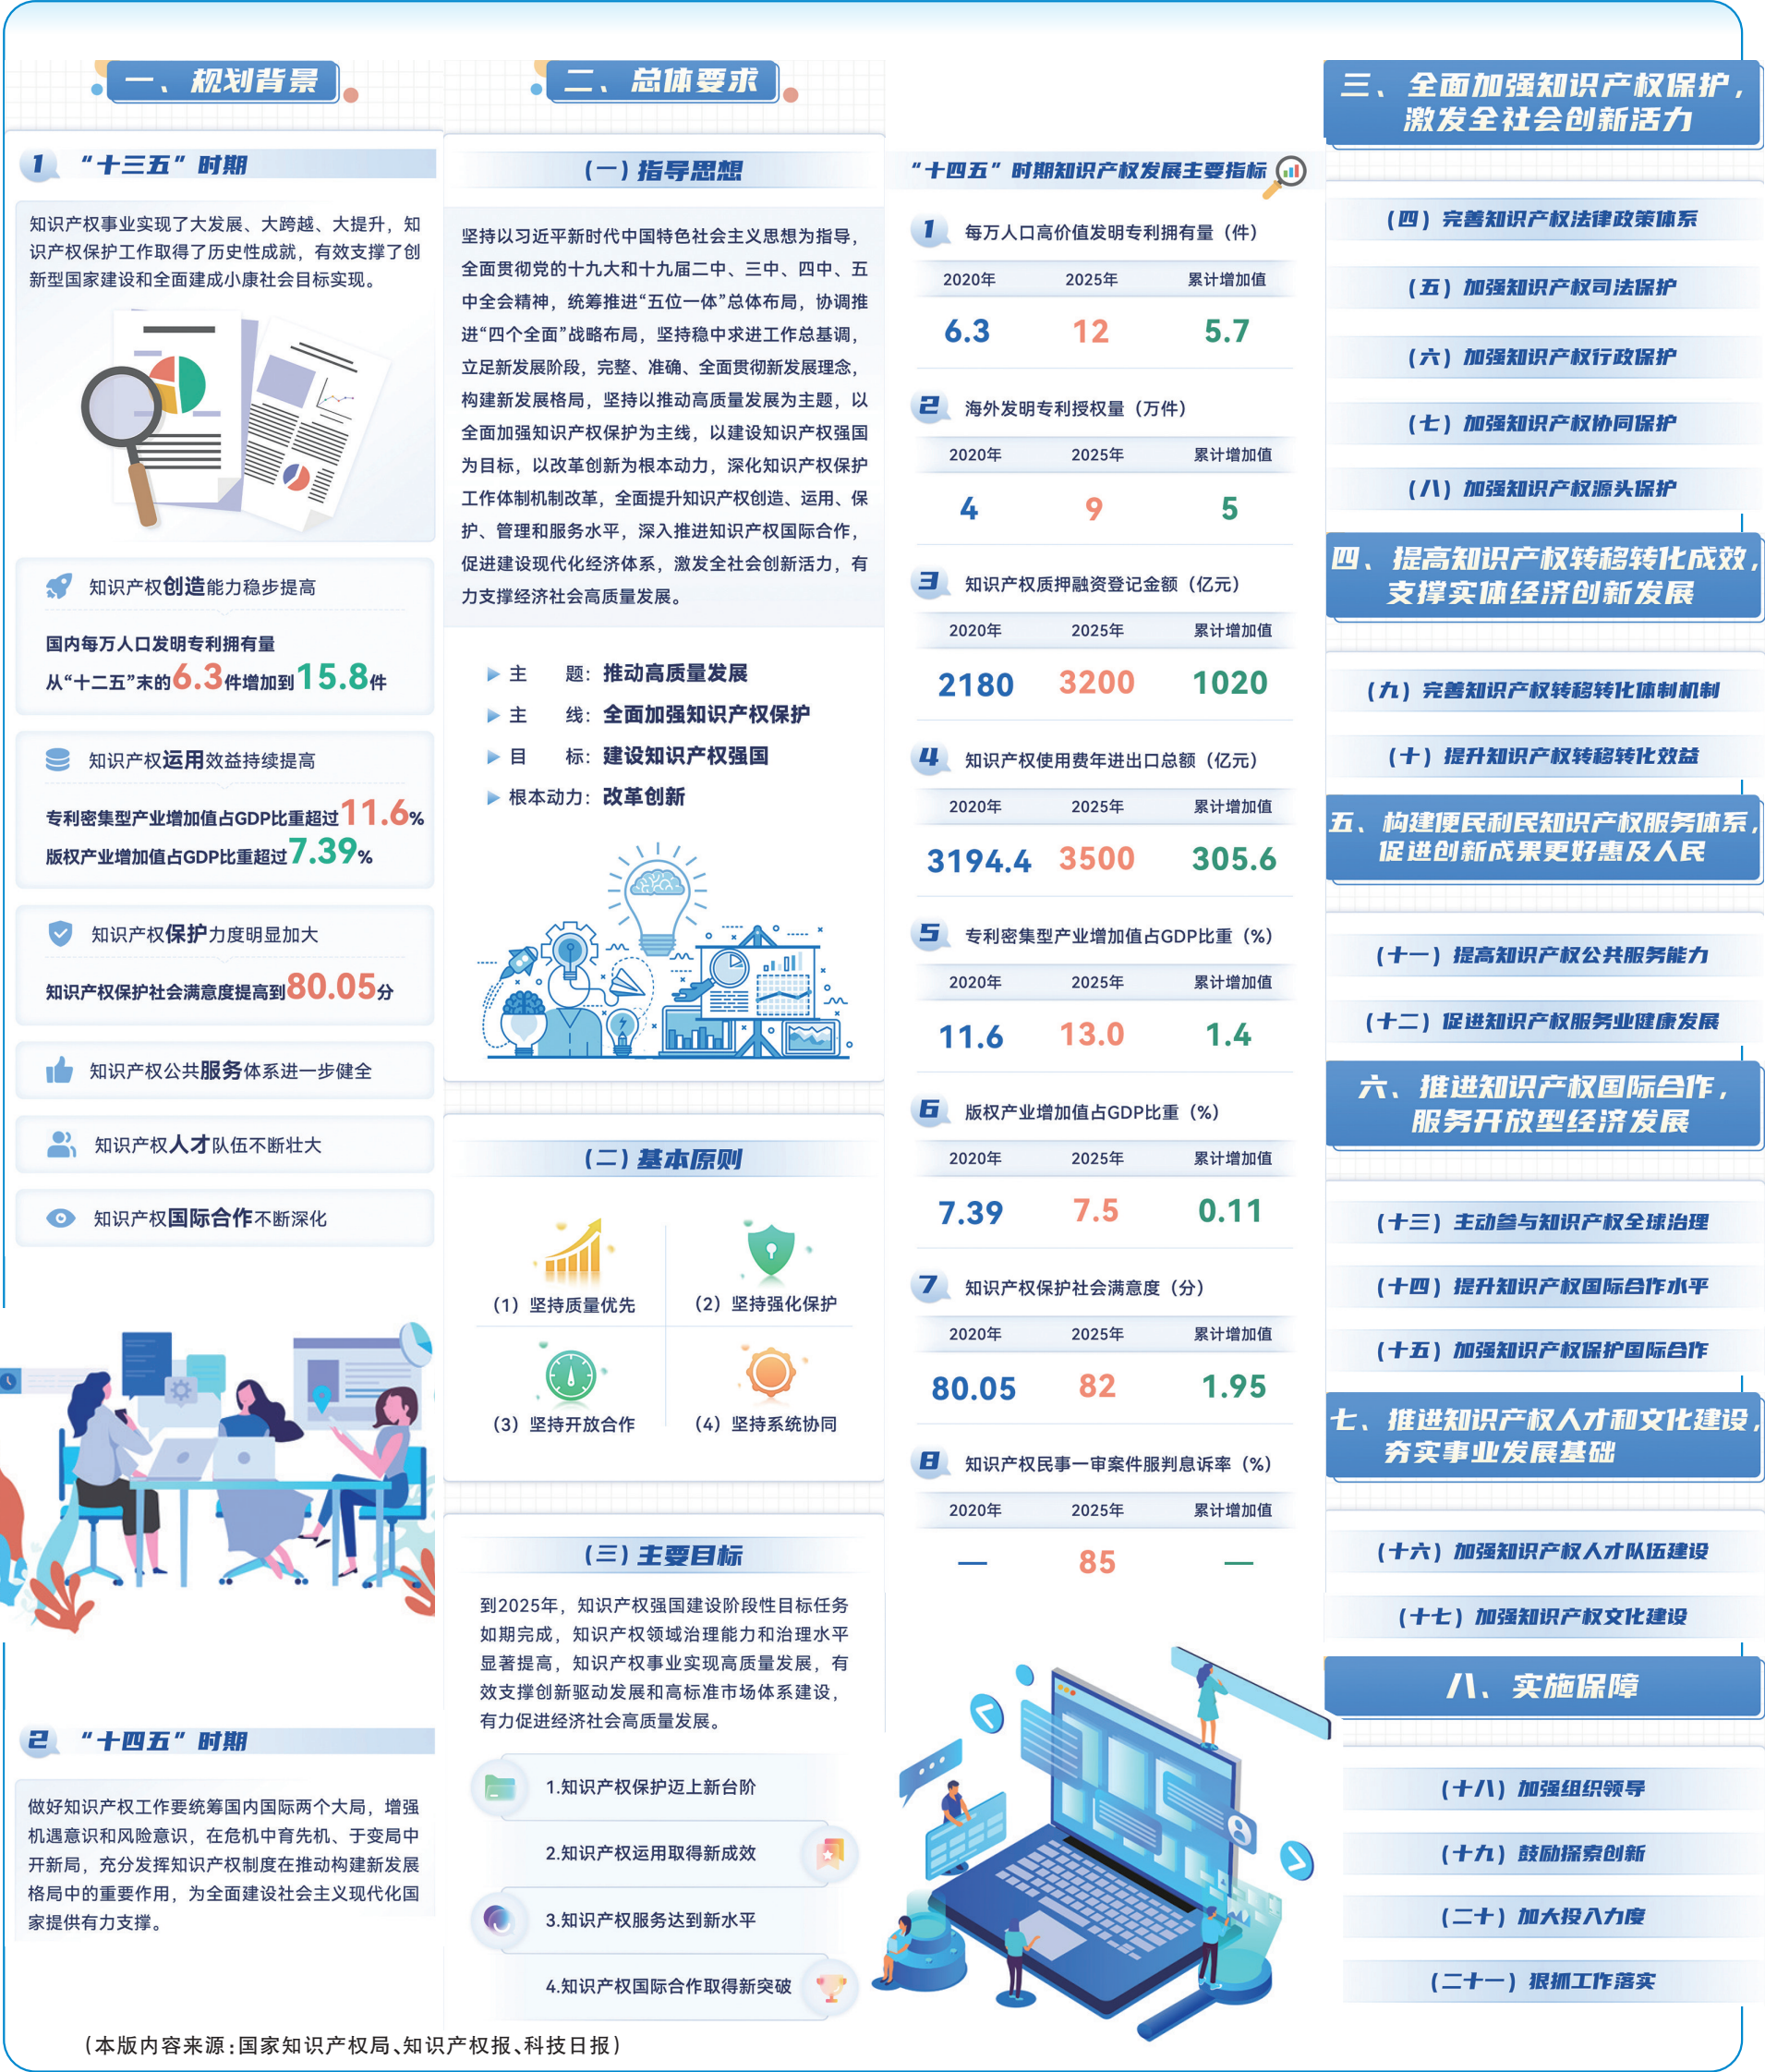 一、规划背景
1 “十三五”时期
知识产权事业实现了大发展、大跨越、大提升，知
识产权保护工作取得了历史性成就，有效支撑了创
新型国家建设和全面建成小康社会目标实现。
知识产权创造能力稳步提高
国内每万人口发明专利拥有量
从“十二五”末的6.3件增加到15.8件
知识产权运用效益持续提高
专利密集型产业增加值占GDP比重超过11.6%
版权产业增加值占GDP比重超过7.39%
知识产权保护力度明显加大
知识产权保护社会满意度提高到80.05分
知识产权公共服务体系进一步健全
知识产权人才队伍不断壮大
知识产权国际合作不断深化
2 “十四五”时期
做好知识产权工作要统筹国内国际两个大局，增强
机遇意识和风险意识，在危机中育先机、于变局中
开新局，充分发挥知识产权制度在推动构建新发展
格局中的重要作用，为全面建设社会主义现代化国
家提供有力支撑。
二、总体要求
（一）指导思想
坚持以习近平新时代中国特色社会主义思想为指导，
全面贯彻党的十九大和十九届二中、三中、四中、五
中全会精神，统筹推进“五位一体”总体布局，协调推
进“四个全面”战略布局，坚持稳中求进工作总基调，
立足新发展阶段，完整、准确、全面贯彻新发展理念，
构建新发展格局，坚持以推动高质量发展为主题，以
全面加强知识产权保护为主线，以建设知识产权强国
为目标，以改革创新为根本动力，深化知识产权保护
工作体制机制改革，全面提升知识产权创造、运用、保
护、管理和服务水平，深入推进知识产权国际合作，
促进建设现代化经济体系，激发全社会创新活力，有
力支撑经济社会高质量发展。
主 题：推动高质量发展
主 线：全面加强知识产权保护
目 标：建设知识产权强国
根本动力：改革创新
（二）基本原则
（1）坚持质量优先 （2）坚持强化保护
（3）坚持开放合作 （4）坚持系统协同
（三）主要目标
到2025年，知识产权强国建设阶段性目标任务
如期完成，知识产权领域治理能力和治理水平
显著提高，知识产权事业实现高质量发展，有
效支撑创新驱动发展和高标准市场体系建设，
有力促进经济社会高质量发展。
1.知识产权保护迈上新台阶
2.知识产权运用取得新成效
3.知识产权服务达到新水平
4.知识产权国际合作取得新突破
“十四五”时期知识产权发展主要指标
1 每万人口高价值发明专利拥有量（件）
2020年 2025年 累计增加值
6.3 12 5.7
2 海外发明专利授权量（万件）
2020年 2025年 累计增加值
4 9 5
3 知识产权质押融资登记金额（亿元）
2020年 2025年 累计增加值
2180 3200 1020
4 知识产权使用费年进出口总额（亿元）
2020年 2025年 累计增加值
3194.4 3500 305.6
5 专利密集型产业增加值占GDP比重（%）
2020年 2025年 累计增加值
11.6 13.0 1.4
6 版权产业增加值占GDP比重（%）
2020年 2025年 累计增加值
7.39 7.5 0.11
7 知识产权保护社会满意度（分）
2020年 2025年 累计增加值
80.05 82 1.95
8 知识产权民事一审案件服判息诉率（%）
2020年 2025年 累计增加值
— 85 —
三、全面加强知识产权保护，
激发全社会创新活力
（四）完善知识产权法律政策体系
（五）加强知识产权司法保护
（六）加强知识产权行政保护
（七）加强知识产权协同保护
（八）加强知识产权源头保护
四、提高知识产权转移转化成效，
支撑实体经济创新发展
（九）完善知识产权转移转化体制机制
（十）提升知识产权转移转化效益
五、构建便民利民知识产权服务体系，
促进创新成果更好惠及人民
（十一）提高知识产权公共服务能力
（十二）促进知识产权服务业健康发展
六、推进知识产权国际合作，
服务开放型经济发展
（十三）主动参与知识产权全球治理
（十四）提升知识产权国际合作水平
（十五）加强知识产权保护国际合作
七、推进知识产权人才和文化建设，
夯实事业发展基础
（十六）加强知识产权人才队伍建设
（十七）加强知识产权文化建设
八、实施保障
（十八）加强组织领导
（十九）鼓励探索创新
（二十）加大投入力度
（二十一）狠抓工作落实
（本版内容来源：国家知识产权局、知识产权报、科技日报）